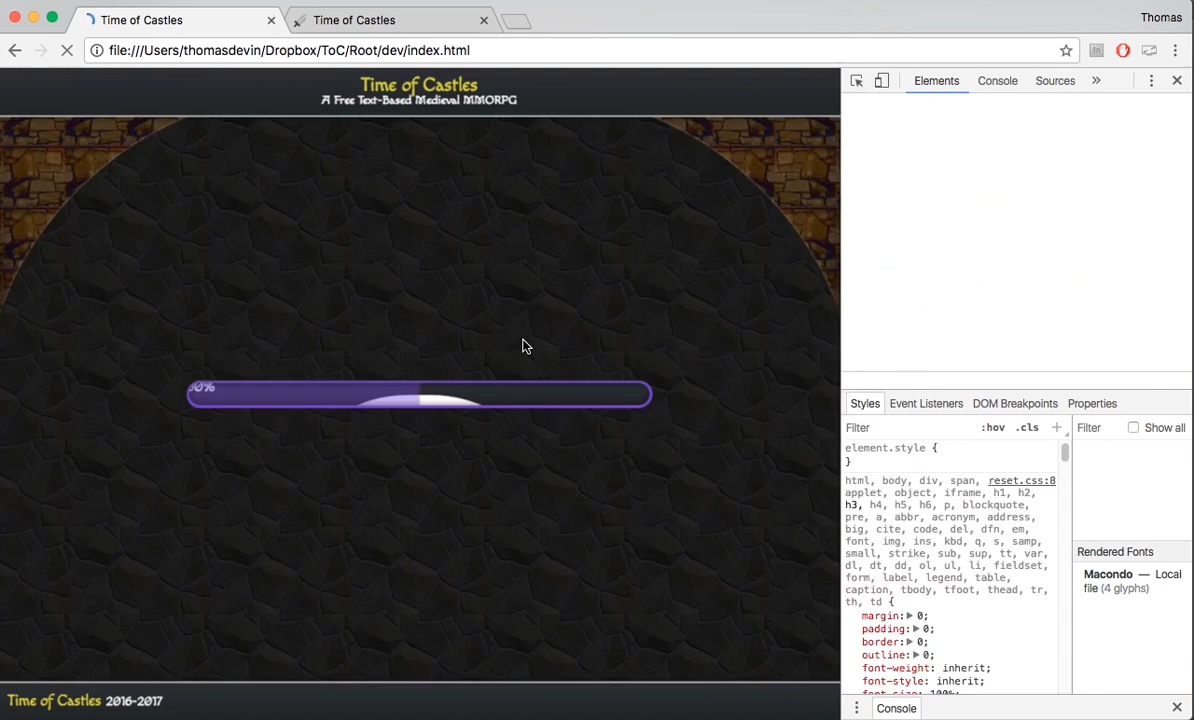 Time of Castles
Time of Castles
Thomas
file:///Users/thomasdevin/Dropbox/ToC/Root/dev/index.html
Time of Castles
A Free Text-Based Medieval MMORPG
Elements
Console
Sources
Styles
Event Listeners
DOM Breakpoints
Properties
Filter
:hov
.cls
Filter
Show all
element.style {
}
html, body, div, span, reset.css:8
applet, object, iframe, h1, h2,
h3, h4, h5, h6, p, blockquote,
pre, a, abbr, acronym, address,
big, cite, code, del, dfn, em,
font, img, ins, kbd, q, s, samp,
small, strike, sub, sup, tt, var,
dl, dt, dd, ol, ul, li, fieldset,
form, label, legend, table,
caption, tbody, tfoot, thead, tr,
th, td {
margin: 0;
padding: 0;
border: 0;
outline: 0;
font-weight: inherit;
font-style: inherit;
font-size: 100%;
Rendered Fonts
Macondo — Local
file (4 glyphs)
Time of Castles 2016-2017
Console